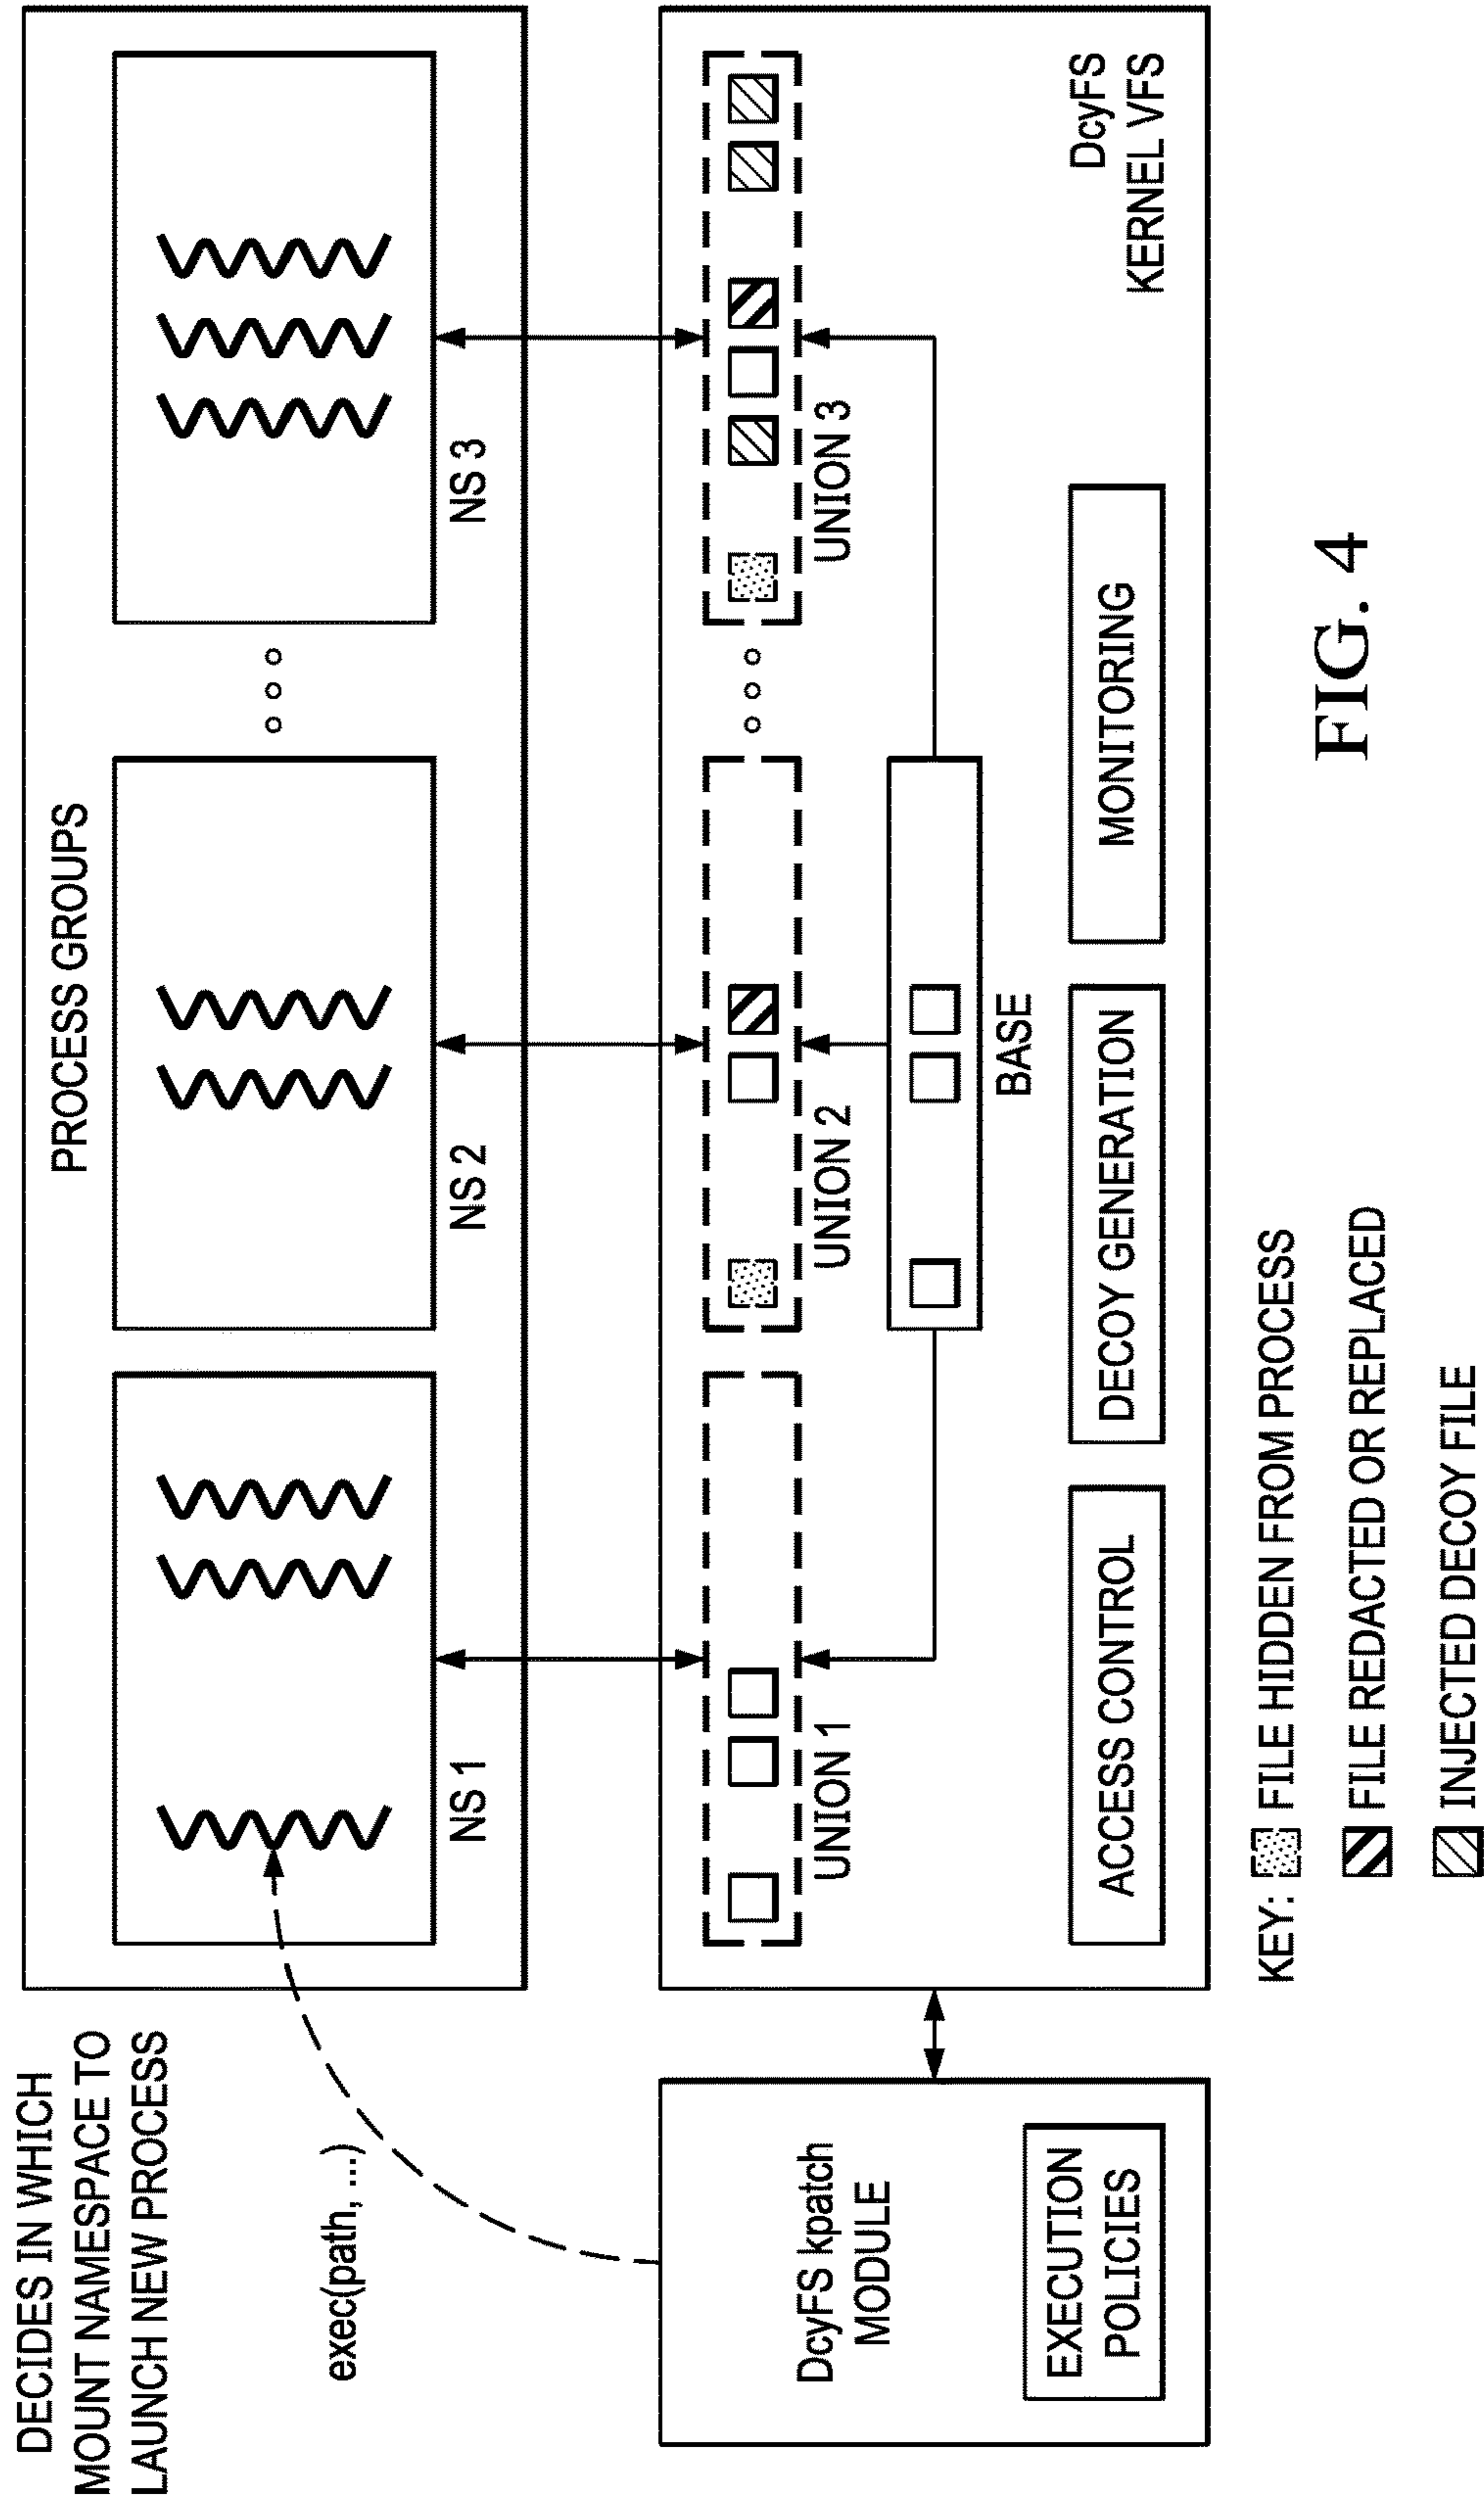 DECIDES IN WHICH
MOUNT NAMESPACE TO
LAUNCH NEW PROCESS
exec(path, ...)
PROCESS GROUPS
NS 1
NS 2
NS 3
DcyFS kpatch
MODULE
EXECUTION
POLICIES
UNION 1
UNION 2
UNION 3
BASE
DcyFS
KERNEL VFS
ACCESS CONTROL
DECOY GENERATION
MONITORING
KEY: FILE HIDDEN FROM PROCESS
FILE REDACTED OR REPLACED
INJECTED DECOY FILE
FIG. 4